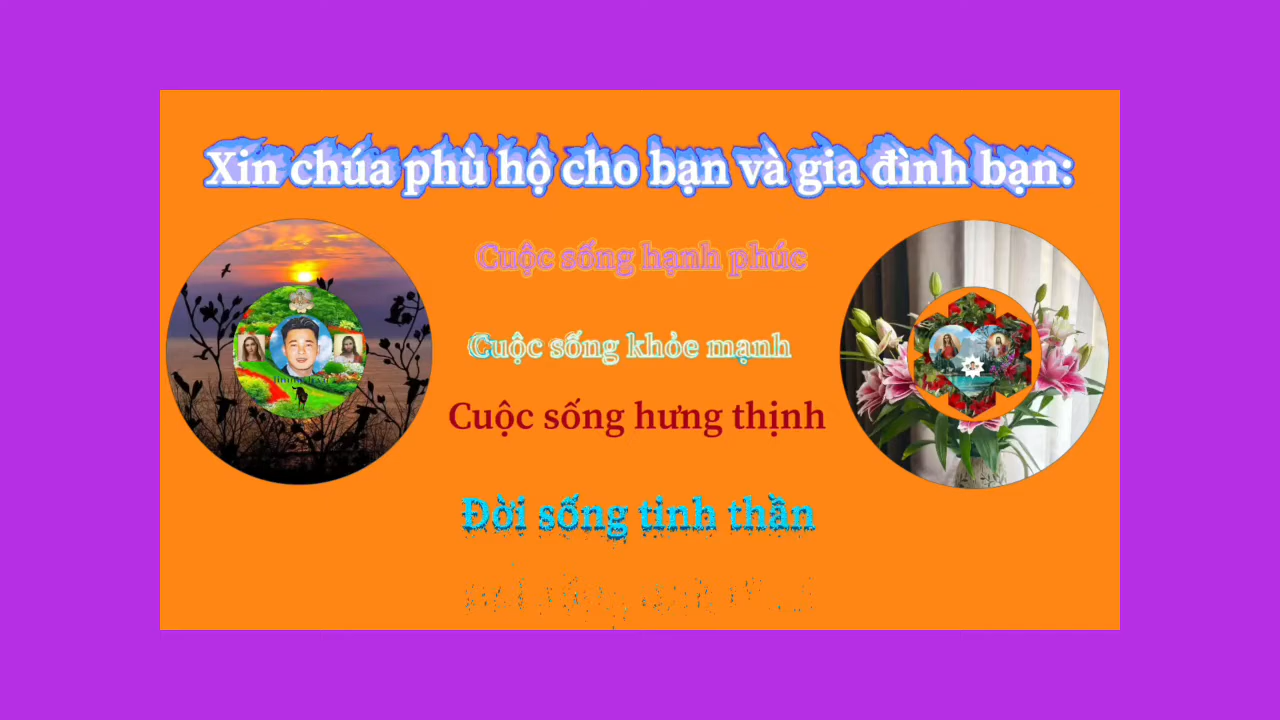 Xin chúa phù hộ cho bạn và gia đình bạn:
Cuộc sống hạnh phúc
Cuộc sống khỏe mạnh
Cuộc sống hưng thịnh
Đời sống tinh thần